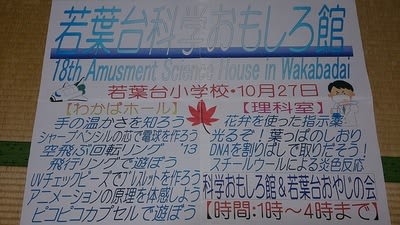 若葉台科学おもしろ館
18th Amusment Science House in Wakabadai
若葉台小学校・10月27日
【わかばホール】
手の温かさを知ろう
シャープペンシルの芯で電球を作ろう
空飛ぶ回転リング '13
飛行リングで遊ぼう
UVチェックビーズでブレスレットを作ろう
アニメーションの原理を体感しよう
ピコピコカプセルで遊ぼう
【理科室】
花弁を使った指示薬
光るぞ!葉っぱのしおり
DNAを割りばしで取りだそう!
スチールウールによる炎色反応
科学おもしろ館&若葉台おやじの会
【時間:1時~4時まで】